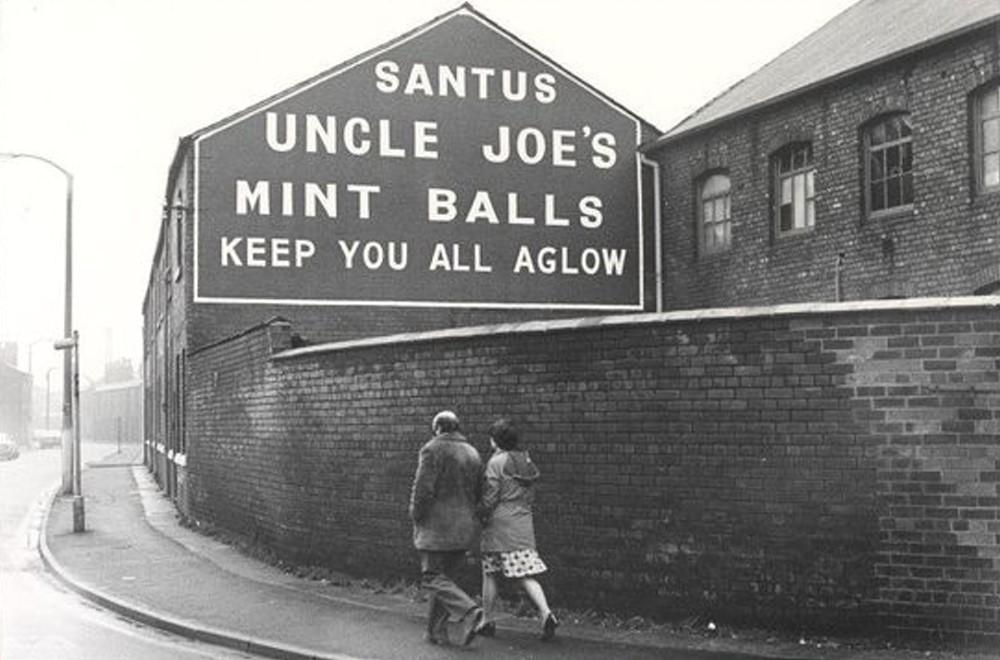 SANTUS
UNCLE JOE'S
MINT BALLS
KEEP YOU ALL AGLOW